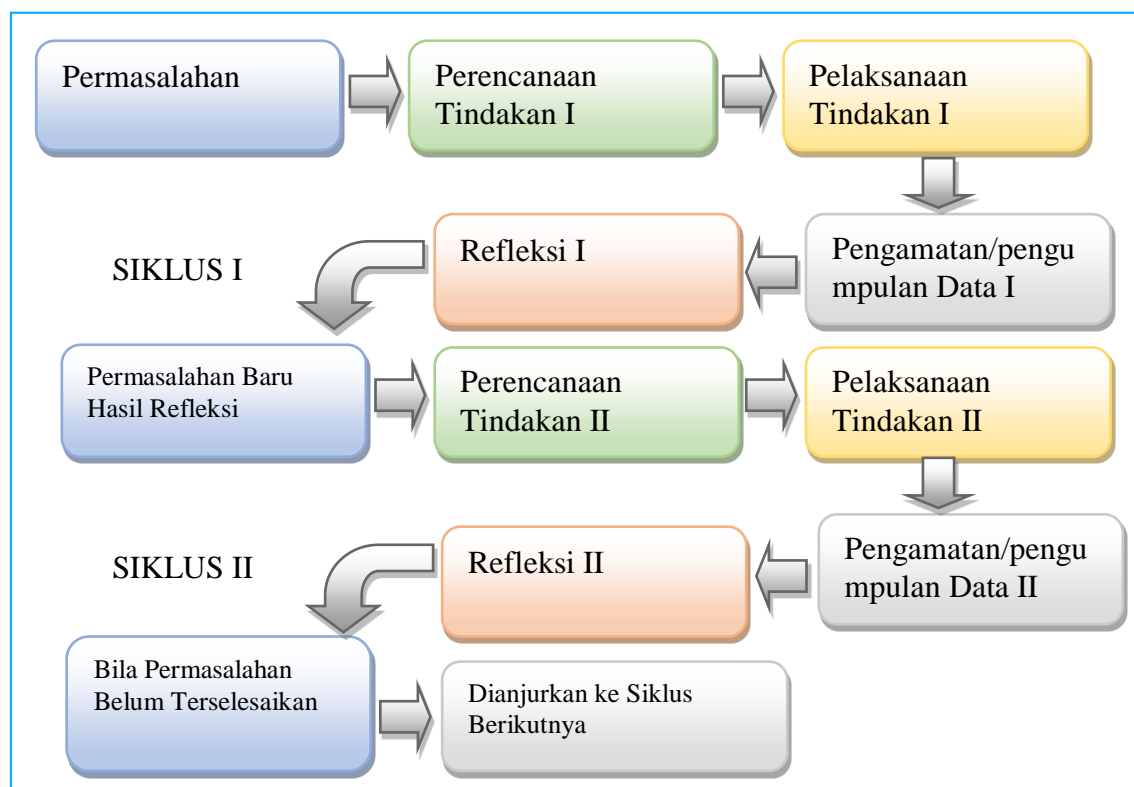 Permasalahan
Perencanaan
Tindakan I
Pelaksanaan
Tindakan I
SIKLUS I
Refleksi I
Pengamatan/pengu
mpulan Data I
Permasalahan Baru
Hasil Refleksi
Perencanaan
Tindakan II
Pelaksanaan
Tindakan II
SIKLUS II
Refleksi II
Pengamatan/pengu
mpulan Data II
Bila Permasalahan
Belum Terselesaikan
Dianjurkan ke Siklus
Berikutnya